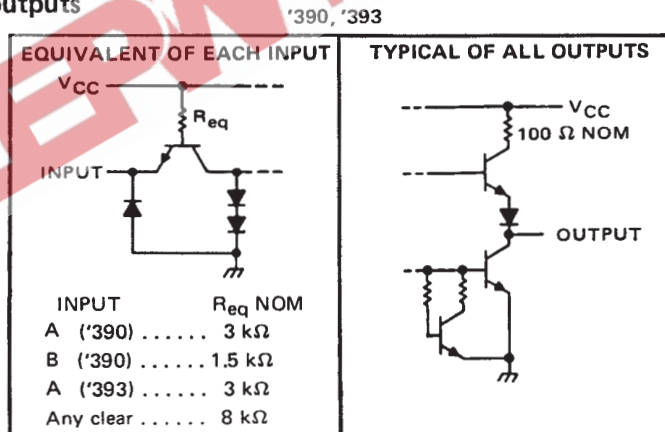 outputs
'390, '393
EQUIVALENT OF EACH INPUT
VCC
Req
INPUT
INPUT Req NOM
A ('390) ...... 3 kΩ
B ('390) ...... 1.5 kΩ
A ('393) ...... 3 kΩ
Any clear ...... 8 kΩ
TYPICAL OF ALL OUTPUTS
VCC
100 Ω NOM
OUTPUT